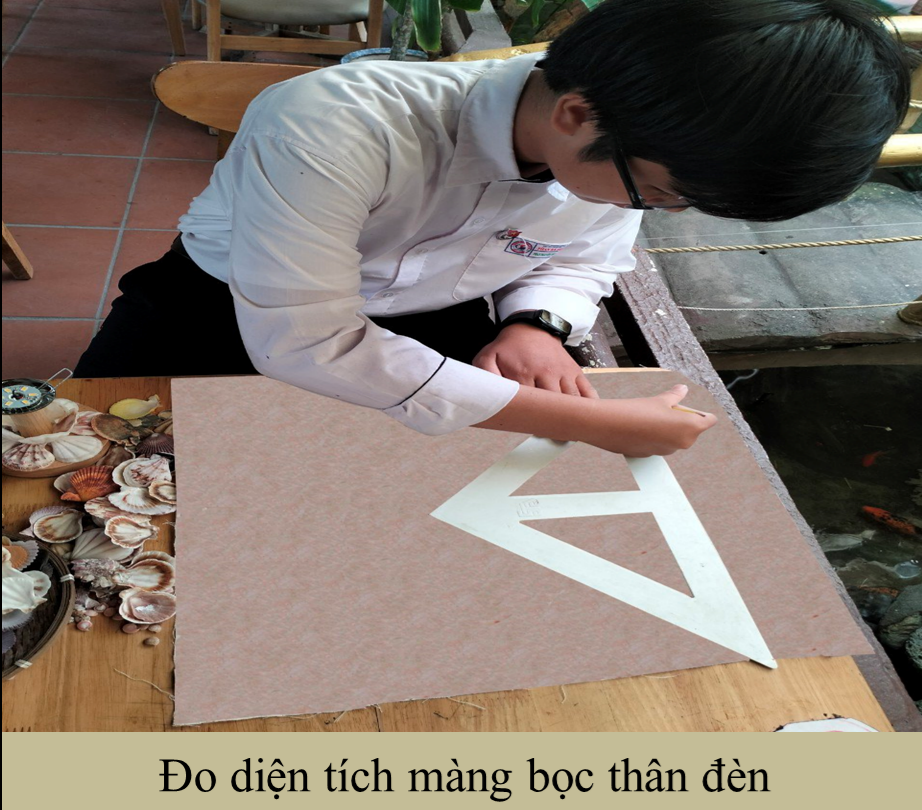 Đo diện tích màng bọc thân đèn